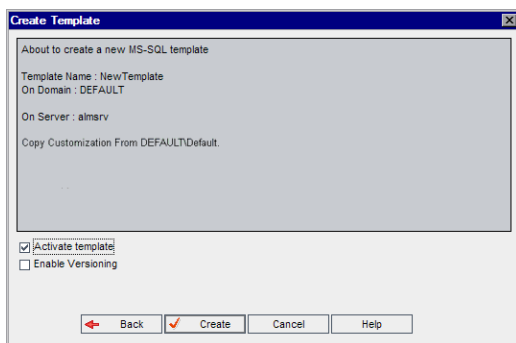 Create Template
About to create a new MS-SQL template
Template Name : NewTemplate
On Domain : DEFAULT
On Server : almsrv
Copy Customization From DEFAULT\Default.
Activate template
Enable Versioning
Back Create Cancel Help